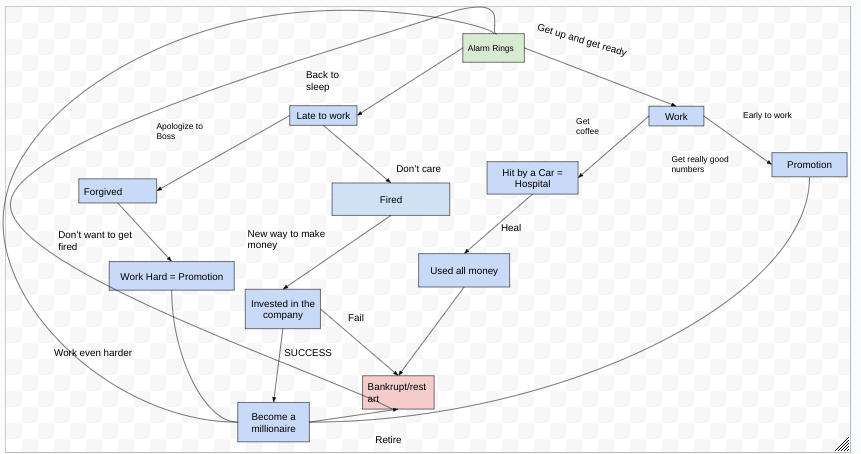 Get up and get ready
Alarm Rings
Back to
sleep
Late to work
Work
Early to work
Get
coffee
Apologize to
Boss
Get really good
numbers
Promotion
Don't care
Hit by a Car =
Hospital
Forgived
Fired
Heal
Don't want to get
fired
New way to make
money
Work Hard = Promotion
Used all money
Invested in the
company
Fail
Work even harder
SUCCESS
Bankrupt/rest
art
Become a
millionaire
Retire